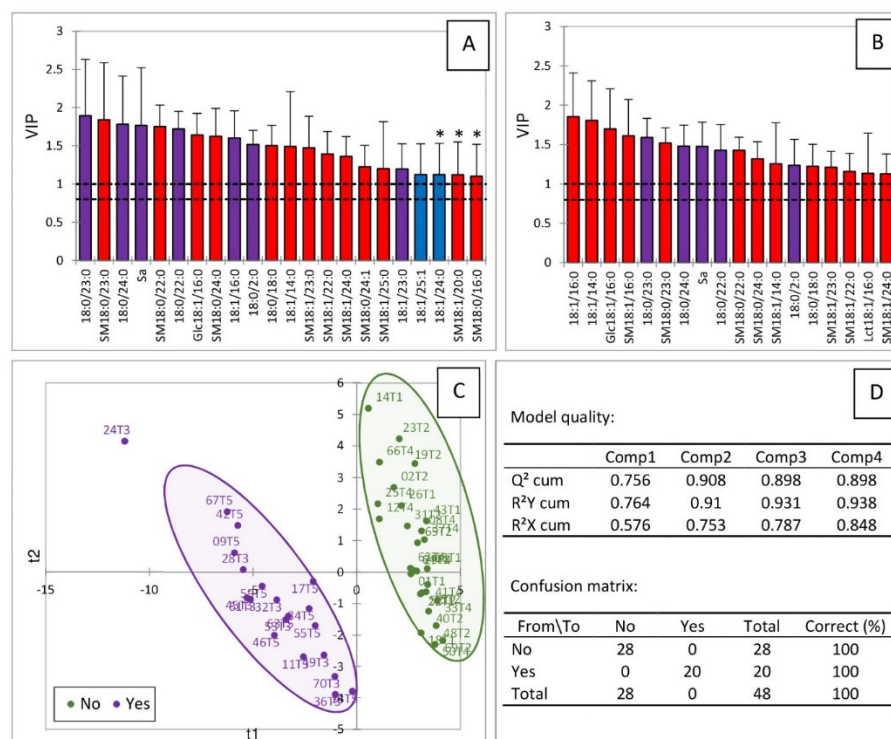 A
3
2.5
2
1.5
1
0.5
0
VIP
* * *
18:0/23:0
SM18:0/23:0
18:0/24:0
Sa
SM18:0/22:0
18:0/22:0
Glc18:1/16:0
SM18:0/24:0
18:1/16:0
18:0/2:0
18:0/18:0
18:1/14:0
SM18:1/23:0
SM18:1/22:0
SM18:1/24:0
SM18:0/24:1
SM18:1/25:0
18:1/23:0
18:1/25:1
18:1/24:0
SM18:1/20:0
SM18:0/16:0
B
3
2.5
2
1.5
1
0.5
0
VIP
18:1/16:0
18:1/14:0
Glc18:1/16:0
SM18:1/16:0
18:0/23:0
SM18:0/23:0
18:0/24:0
Sa
18:0/22:0
SM18:0/22:0
SM18:0/24:0
SM18:1/14:0
18:0/2:0
18:0/18:0
SM18:1/23:0
SM18:1/22:0
Lct18:1/16:0
SM18:1/24:0
C
6
5
4
3
2
1
0
-1
-2
-3
-4
-5
-15
-10
-5
5
t2
t1
14T1
23T2
24T3
66T4
19T2
02T2
25T4
26T1
67T5
42T5
12T4
43T1
09T5
28T3
01T1
17T5
32T3
33T4
40T2
55T5
46T5
48T2
11T5
70T3
36T3
No
Yes
D
Model quality:
Comp1 Comp2 Comp3 Comp4
Q² cum 0.756 0.908 0.898 0.898
R²Y cum 0.764 0.91 0.931 0.938
R²X cum 0.576 0.753 0.787 0.848
Confusion matrix:
From\To No Yes Total Correct (%)
No 28 0 28 100
Yes 0 20 20 100
Total 28 0 48 100